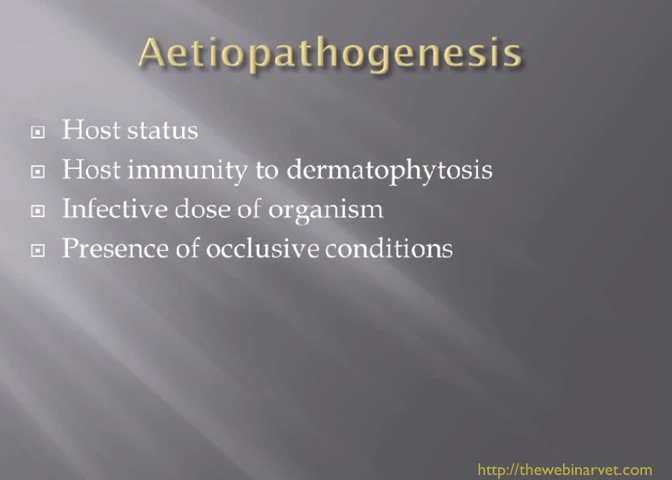 Aetiopathogenesis
Host status
Host immunity to dermatophytosis
Infective dose of organism
Presence of occlusive conditions
http://thewebinarvet.com